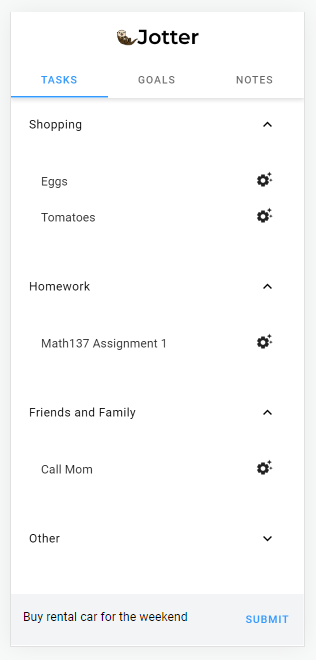 Jotter
TASKS GOALS NOTES
Shopping
Eggs
Tomatoes
Homework
Math137 Assignment 1
Friends and Family
Call Mom
Other
Buy rental car for the weekend SUBMIT